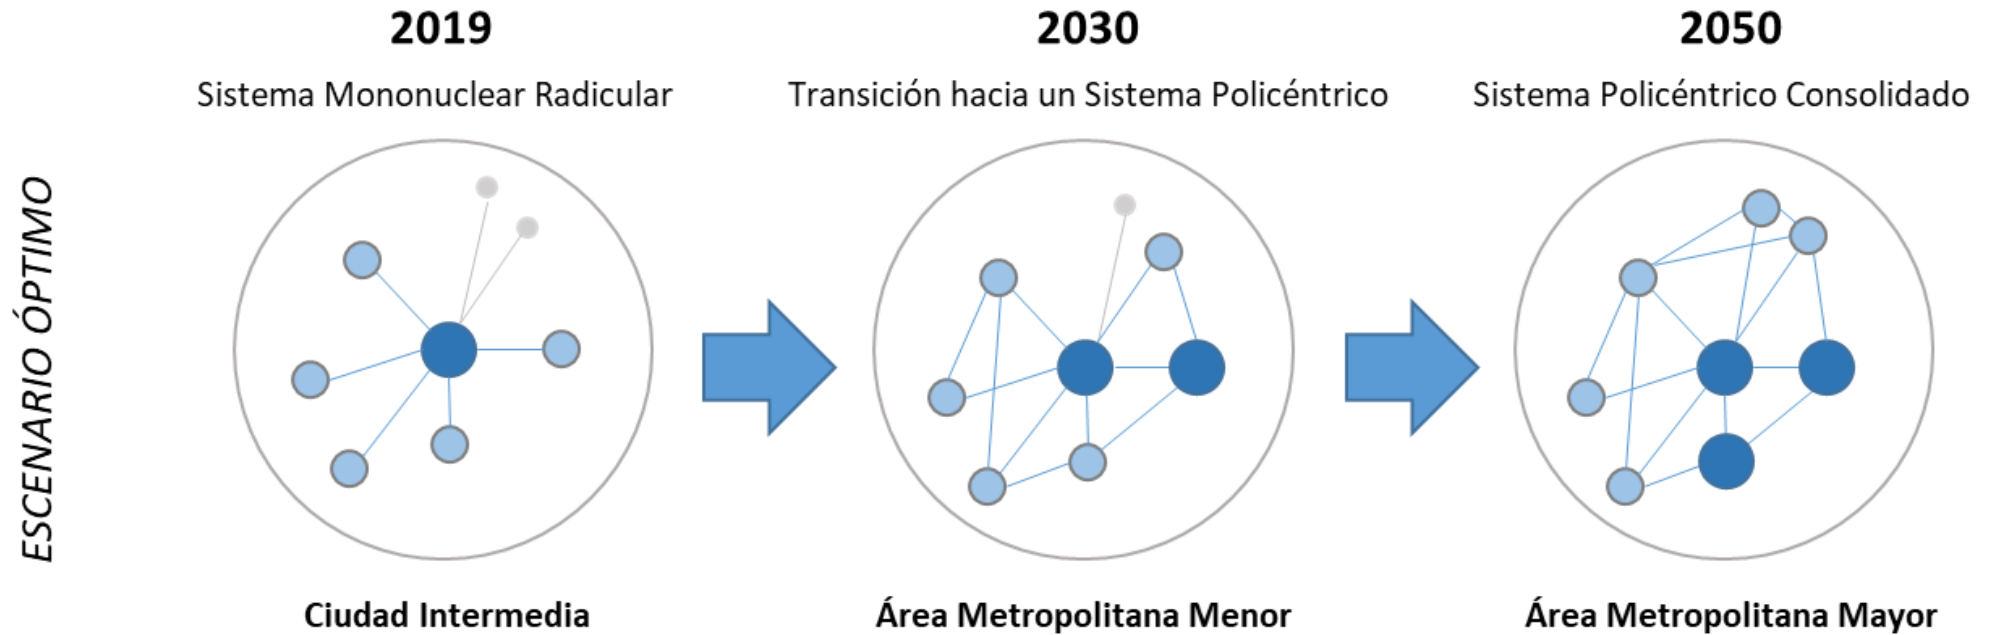 2019
2030
2050
Sistema Mononuclear Radicular
Transición hacia un Sistema Policéntrico
Sistema Policéntrico Consolidado
ESCENARIO ÓPTIMO
Ciudad Intermedia
Área Metropolitana Menor
Área Metropolitana Mayor